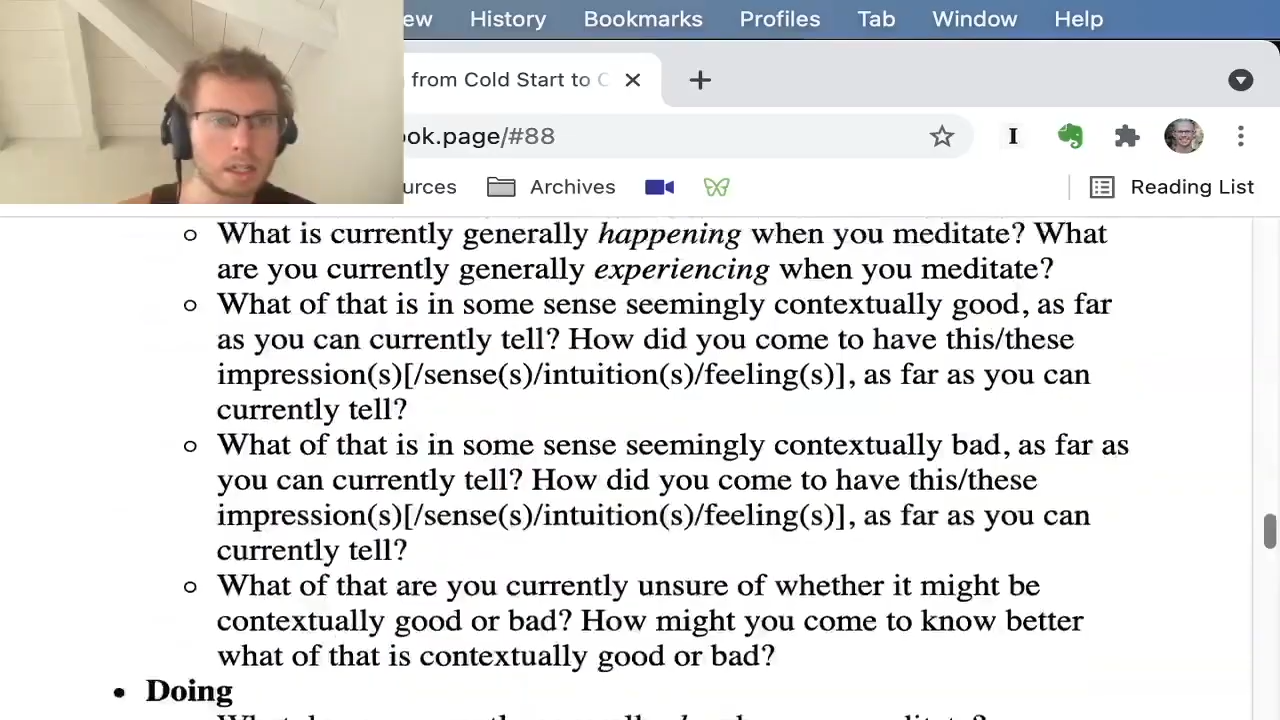 ew History Bookmarks Profiles Tab Window Help
from Cold Start to C
ook.page/#88
urces Archives Reading List
What is currently generally happening when you meditate? What
are you currently generally experiencing when you meditate?
What of that is in some sense seemingly contextually good, as far
as you can currently tell? How did you come to have this/these
impression(s)[/sense(s)/intuition(s)/feeling(s)], as far as you can
currently tell?
What of that is in some sense seemingly contextually bad, as far as
you can currently tell? How did you come to have this/these
impression(s)[/sense(s)/intuition(s)/feeling(s)], as far as you can
currently tell?
What of that are you currently unsure of whether it might be
contextually good or bad? How might you come to know better
what of that is contextually good or bad?
Doing